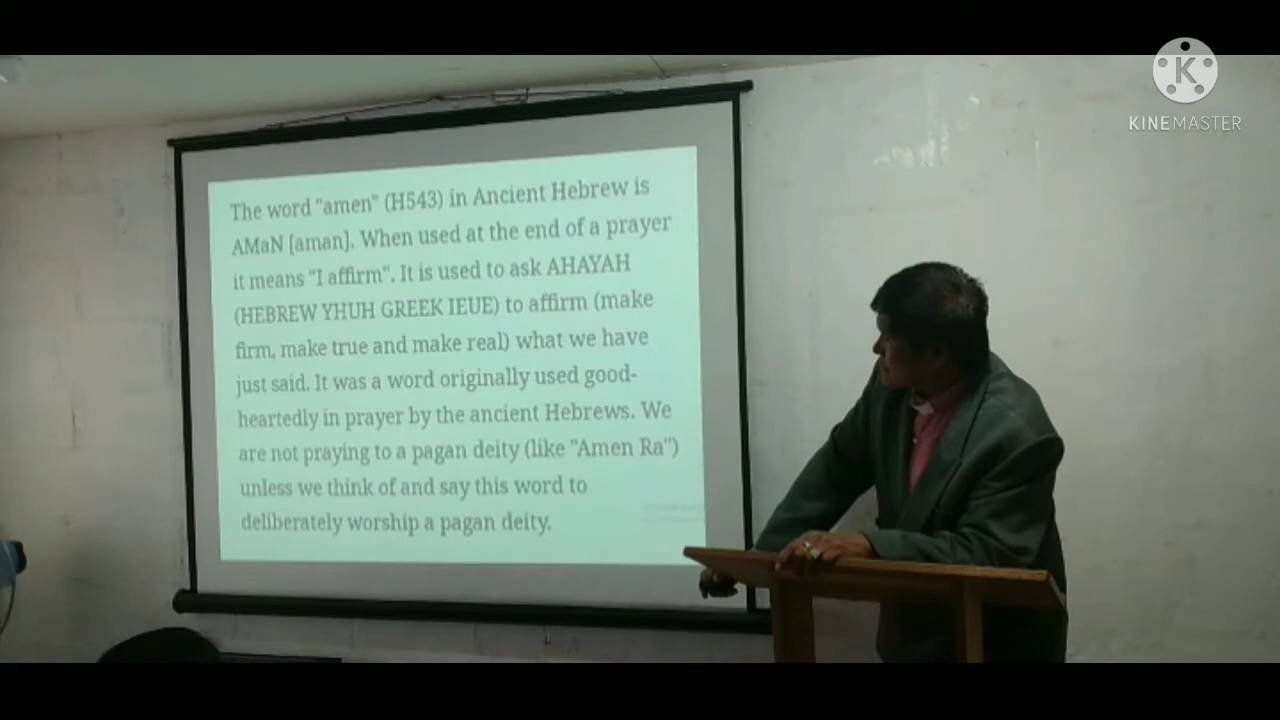 The word "amen" (H543) in Ancient Hebrew is
AMaN [aman]. When used at the end of a prayer
it means "I affirm". It is used to ask AHAYAH
(HEBREW YHUH GREEK IEUE) to affirm (make
firm, make true and make real) what we have
just said. It was a word originally used good-
heartedly in prayer by the ancient Hebrews. We
are not praying to a pagan deity (like "Amen Ra")
unless we think of and say this word to
deliberately worship a pagan deity.
K
KINEMASTER